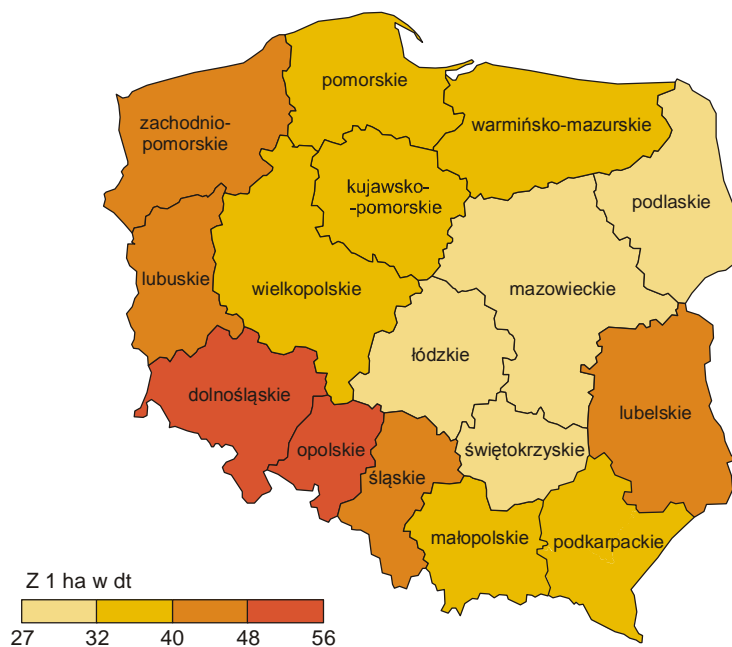 pomorskie
zachodnio-
pomorskie
warmińsko-mazurskie
kujawsko-
-pomorskie
podlaskie
lubuskie
wielkopolskie
mazowieckie
łódzkie
dolnośląskie
lubelskie
opolskie
świętokrzyskie
śląskie
małopolskie
podkarpackie
Z 1 ha w dt
27 32 40 48 56